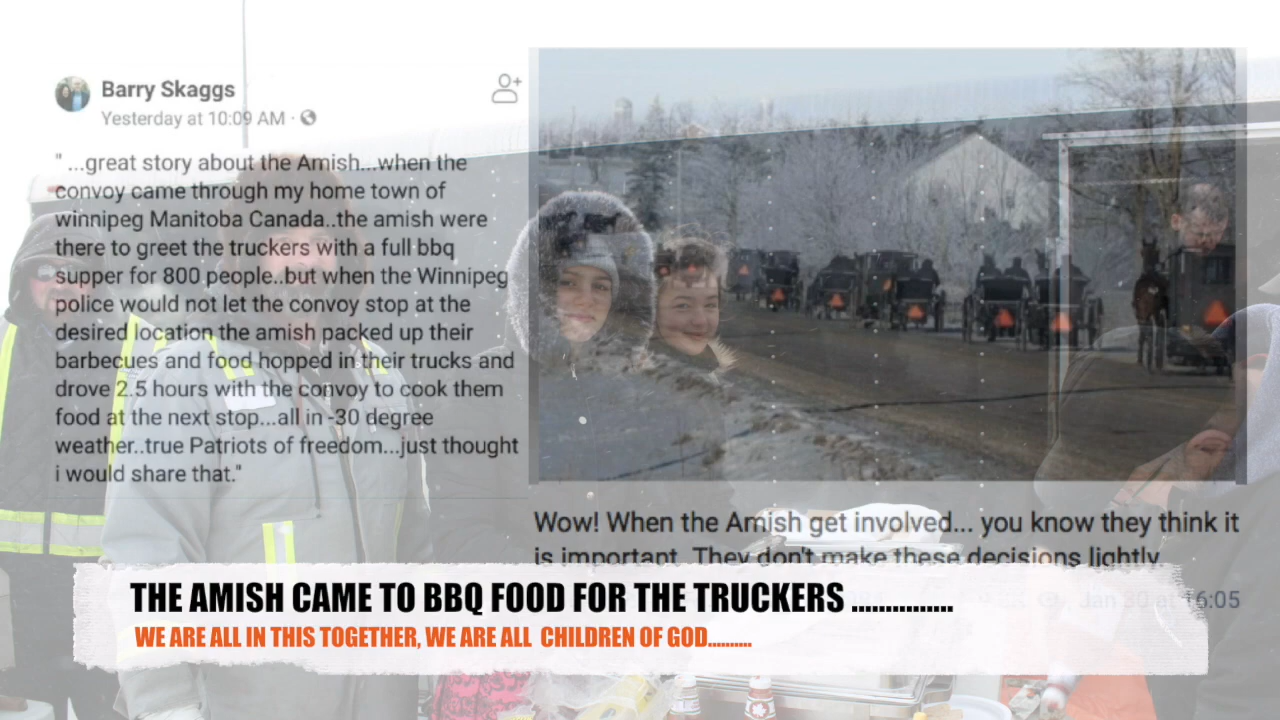 Barry Skaggs
Yesterday at 10:09 AM ·
" ...great story about the Amish...when the
convoy came through my home town of
winnipeg Manitoba Canada..the amish were
there to greet the truckers with a full bbq
supper for 800 people..but when the Winnipeg
police would not let the convoy stop at the
desired location the amish packed up their
barbecues and food hopped in their trucks and
drove 2.5 hours with the convoy to cook them
food at the next stop...all in -30 degree
weather..true Patriots of freedom...just thought
i would share that."
Wow! When the Amish get involved... you know they think it
is important. They don't make these decisions lightly.
Jan 30 at 16:05
THE AMISH CAME TO BBQ FOOD FOR THE TRUCKERS ...............
WE ARE ALL IN THIS TOGETHER, WE ARE ALL CHILDREN OF GOD..........